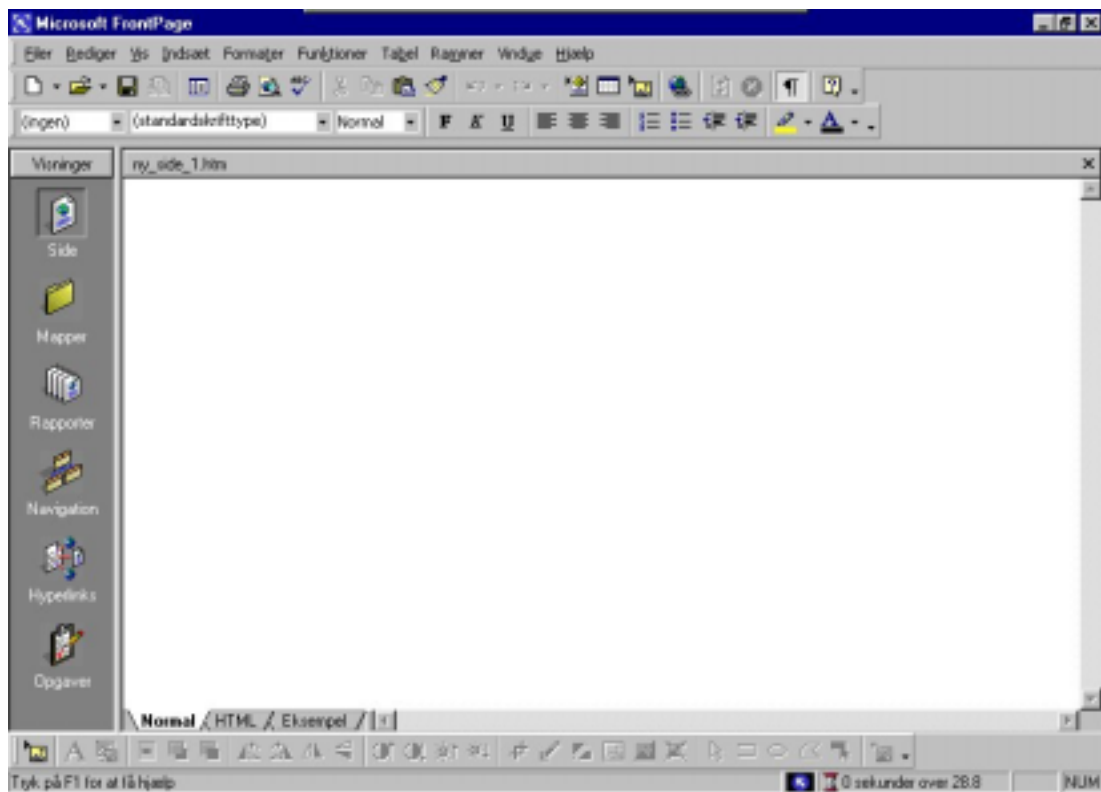 Microsoft FrontPage
Filer Rediger Vis Indsæt Formater Funktioner Tabel Rammer Vindue Hjælp
(ingen) (standardskrifttype) Normal F K U A
Visninger ny_side_1.htm
Side
Mapper
Rapporter
Navigation
Hyperlinks
Opgaver
Normal HTML Eksempel
Tryk på F1 for at få hjælp 0 sekunder over 28.8 NUM